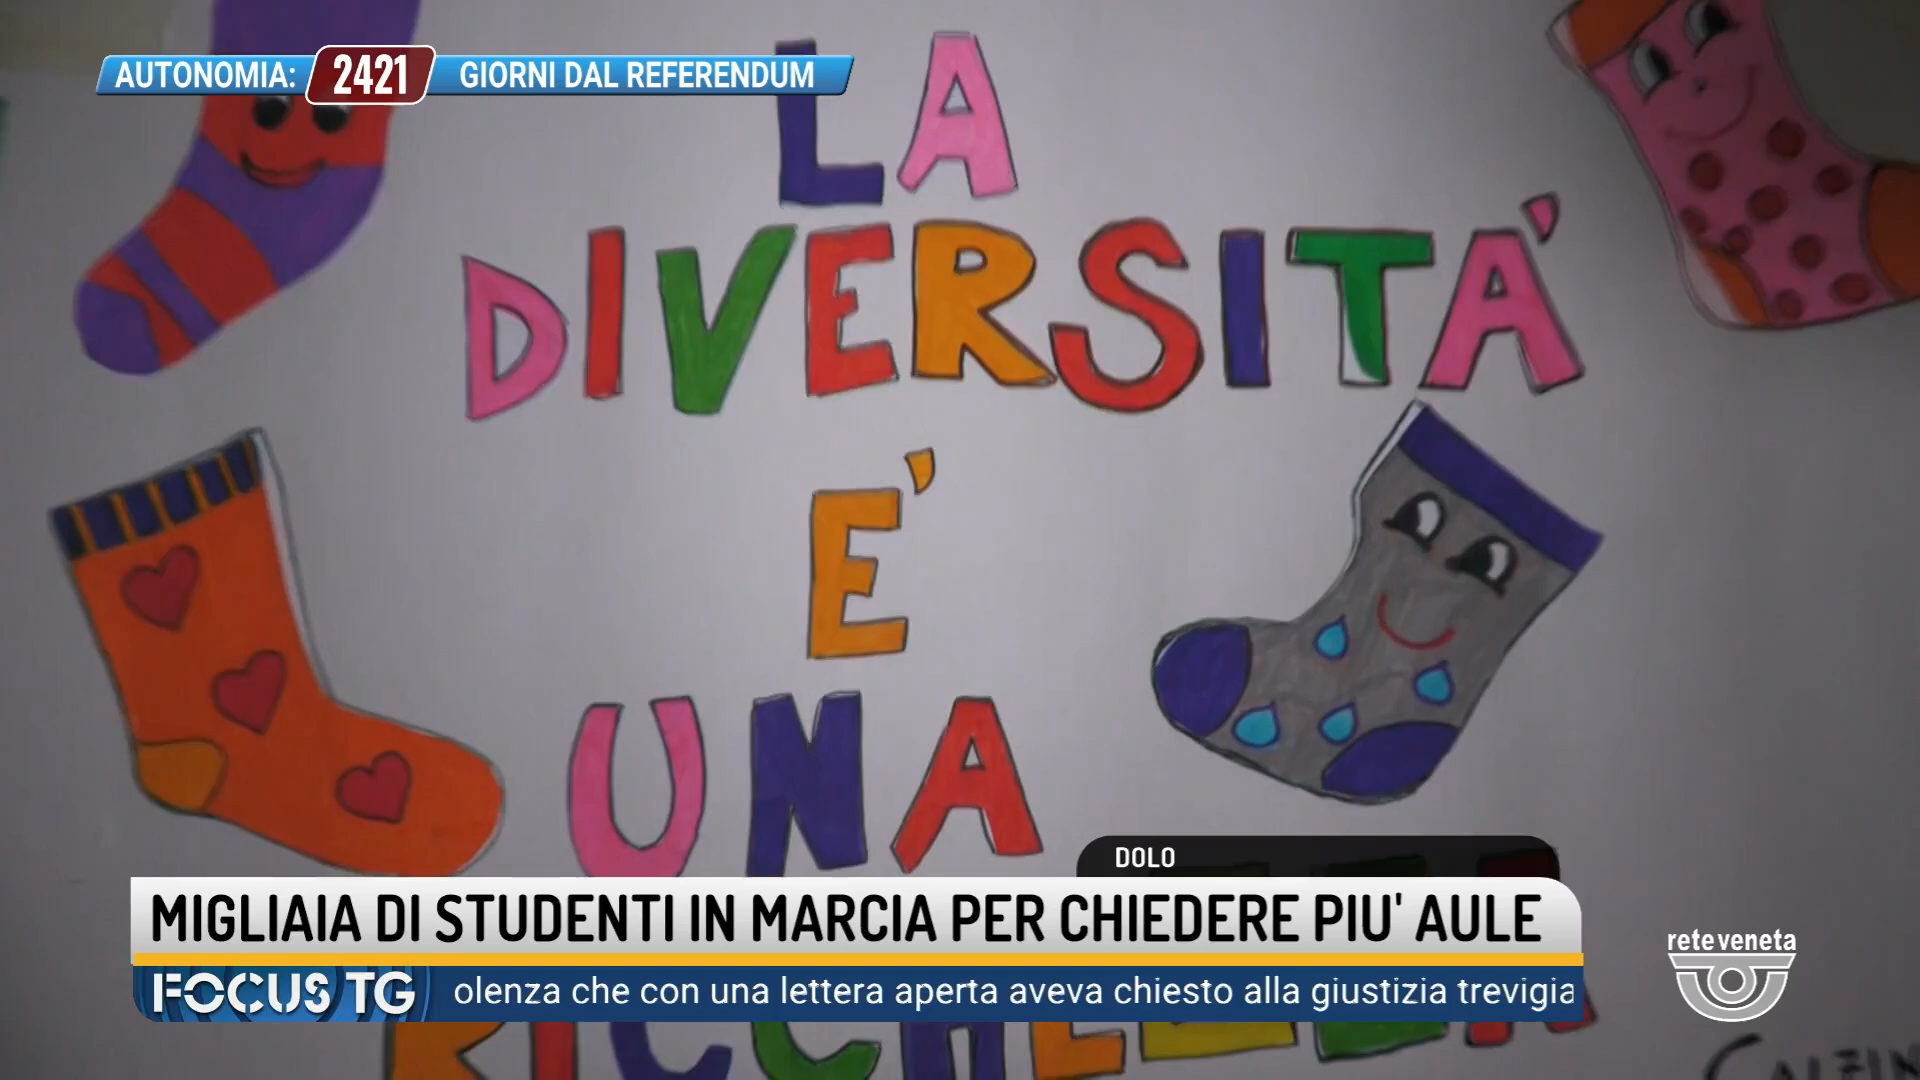 AUTONOMIA: 2421 GIORNI DAL REFERENDUM
LA
DIVERSITA'
E'
UNA
DOLO
MIGLIAIA DI STUDENTI IN MARCIA PER CHIEDERE PIU' AULE
FOCUS TG olenza che con una lettera aperta aveva chiesto alla giustizia trevigia
rete veneta